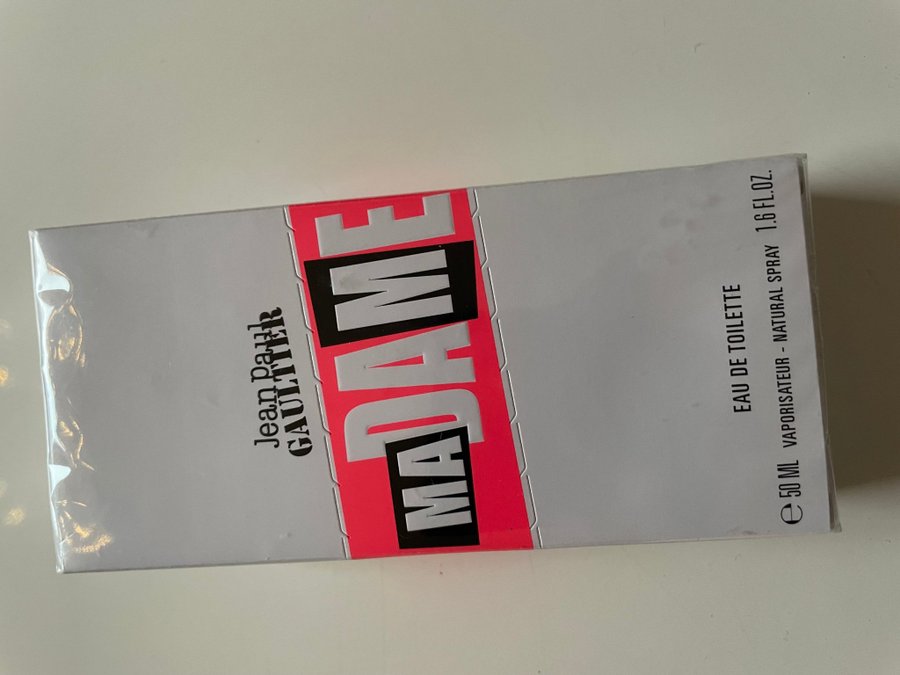 Jean Paul
GAULTIER
MADAME
EAU DE TOILETTE
℮ 50 ML VAPORISATEUR - NATURAL SPRAY 1.6 FL.OZ.